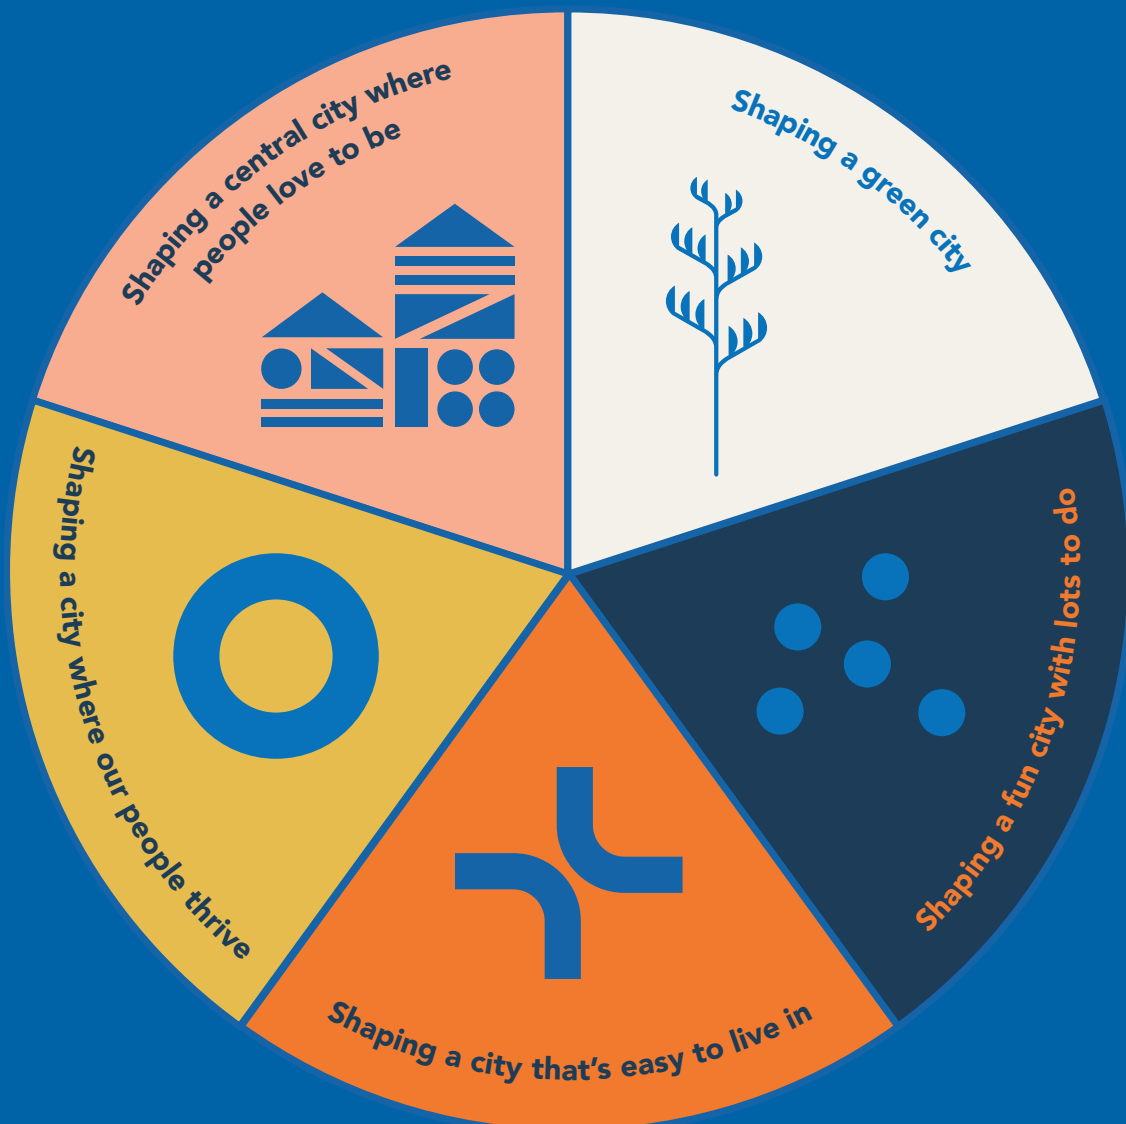 Shaping a central city where
people love to be
Shaping a green city
Shaping a fun city with lots to do
Shaping a city that's easy to live in
Shaping a city where our people thrive